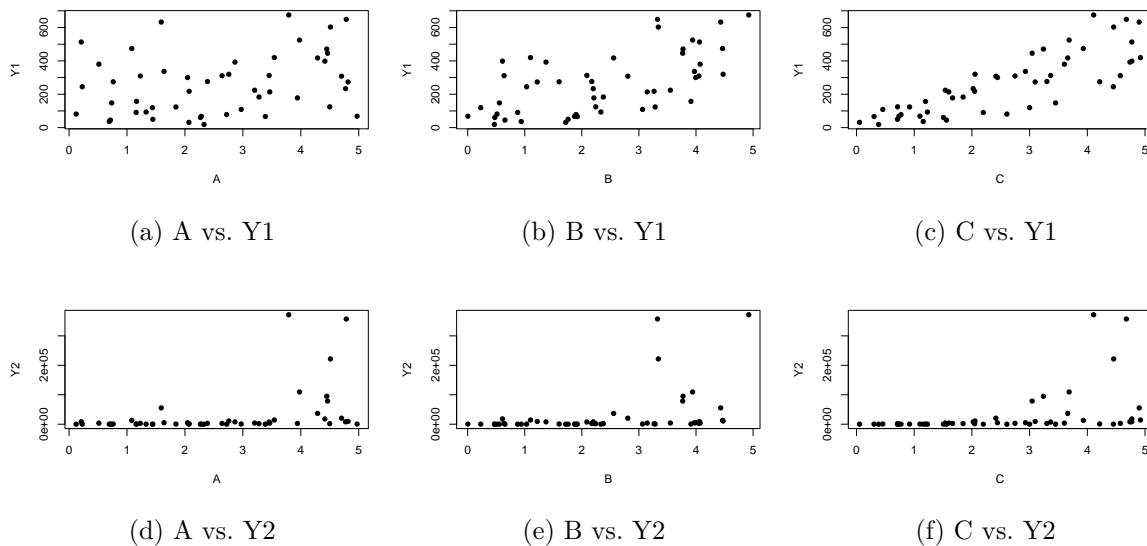 Y1
0 200 400 600
0 1 2 3 4 5
A
(a) A vs. Y1
Y1
0 200 400 600
0 1 2 3 4 5
B
(b) B vs. Y1
Y1
0 200 400 600
0 1 2 3 4 5
C
(c) C vs. Y1
Y2
0e+00 2e+05
0 1 2 3 4 5
A
(d) A vs. Y2
Y2
0e+00 2e+05
0 1 2 3 4 5
B
(e) B vs. Y2
Y2
0e+00 2e+05
0 1 2 3 4 5
C
(f) C vs. Y2